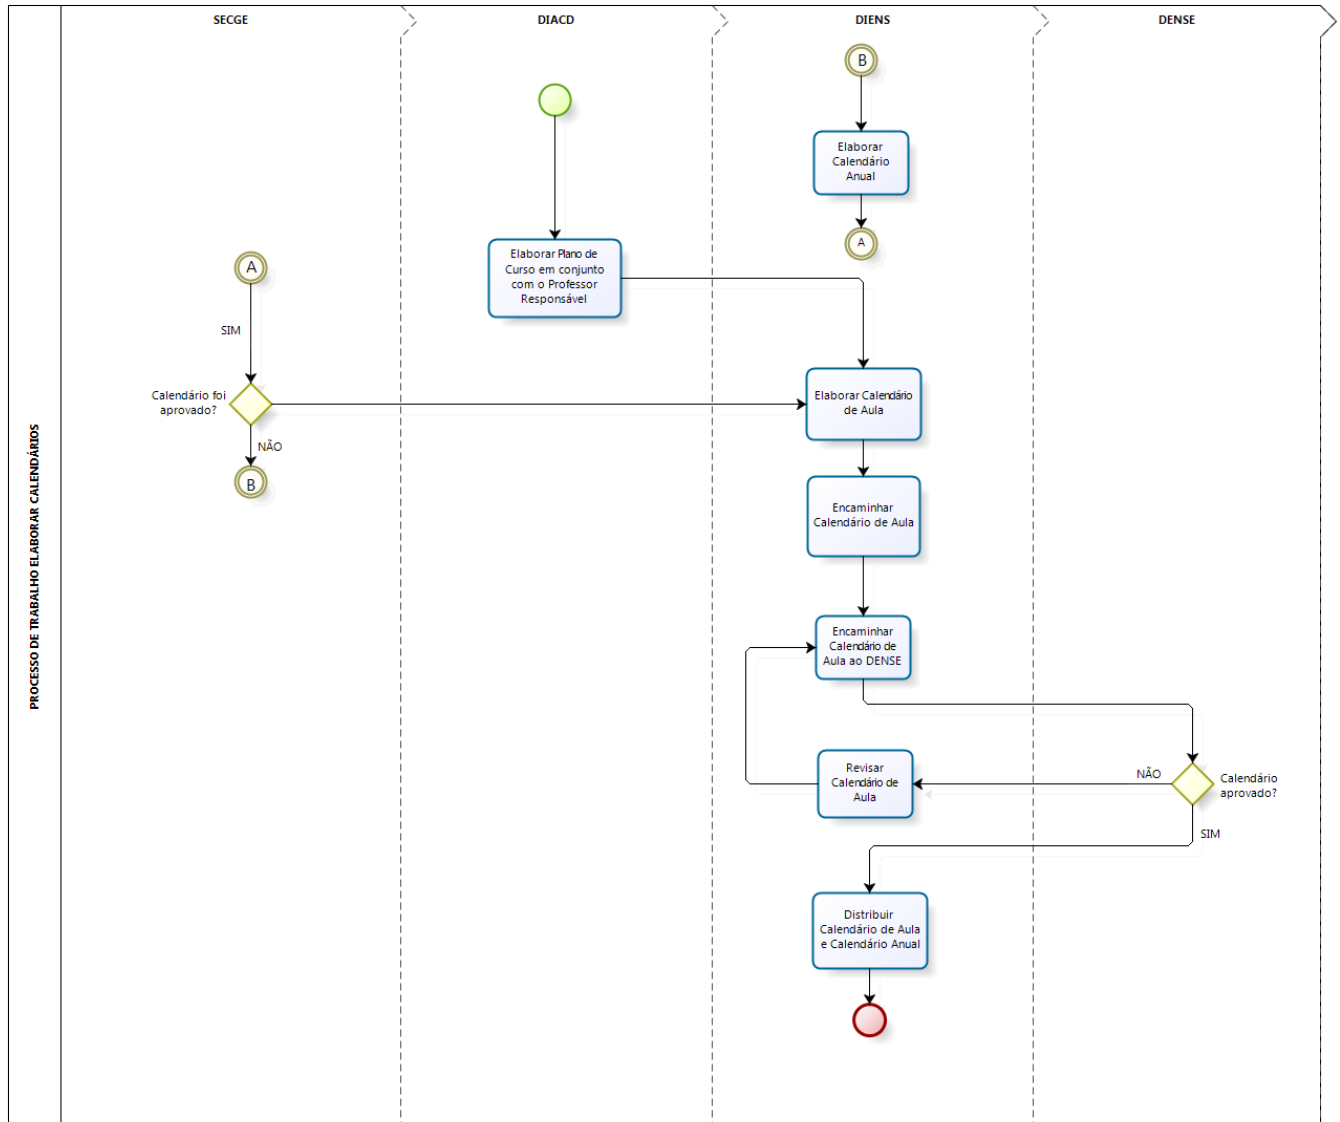 PROCESSO DE TRABALHO ELABORAR CALENDÁRIOS
SECGE
DIACD
DIENS
DENSE
B
Elaborar
Calendário
Anual
A
Elaborar Plano de
Curso em conjunto
com o Professor
Responsável
A
SIM
Calendário foi
aprovado?
NÃO
B
Elaborar Calendário
de Aula
Encaminhar
Calendário de Aula
Encaminhar
Calendário de
Aula ao DENSE
Revisar
Calendário de
Aula
NÃO
Calendário
aprovado?
SIM
Distribuir
Calendário de Aula
e Calendário Anual